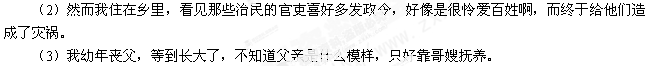 （2）然而我住在乡里，看见那些治民的官吏喜好多发政令，好像是很怜爱百姓啊，而终于给他们造
成了灾祸。
（3）我幼年丧父，等到长大了，不知道父亲是什么模样，只好靠哥嫂抚养。